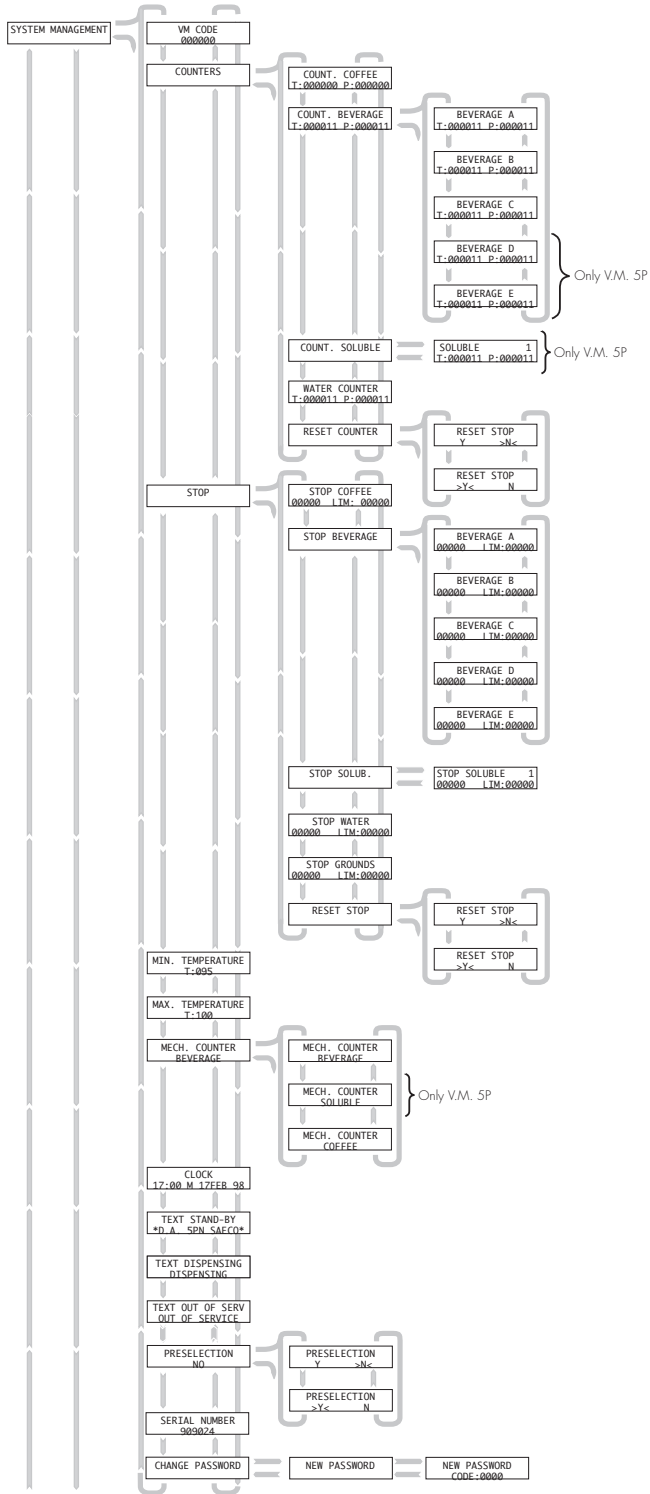 SYSTEM MANAGEMENT
VM CODE
000000
COUNTERS
COUNT. COFFEE
T:000000 P:000000
COUNT. BEVERAGE
T:000011 P:000011
BEVERAGE A
T:000011 P:000011
BEVERAGE B
T:000011 P:000011
BEVERAGE C
T:000011 P:000011
BEVERAGE D
T:000011 P:000011
BEVERAGE E
T:000011 P:000011
Only V.M. 5P
COUNT. SOLUBLE
SOLUBLE 1
T:000011 P:000011
Only V.M. 5P
WATER COUNTER
T:000011 P:000011
RESET COUNTER
RESET STOP
Y >N<
RESET STOP
>Y< N
STOP
STOP COFFEE
00000 LIM: 00000
STOP BEVERAGE
BEVERAGE A
00000 LIM:00000
BEVERAGE B
00000 LIM:00000
BEVERAGE C
00000 LIM:00000
BEVERAGE D
00000 LIM:00000
BEVERAGE E
00000 LIM:00000
STOP SOLUB.
STOP SOLUBLE 1
00000 LIM:00000
STOP WATER
00000 LIM:00000
STOP GROUNDS
00000 LIM:00000
RESET STOP
RESET STOP
Y >N<
RESET STOP
>Y< N
MIN. TEMPERATURE
T:095
MAX. TEMPERATURE
T:100
MECH. COUNTER
BEVERAGE
MECH. COUNTER
BEVERAGE
MECH. COUNTER
SOLUBLE
Only V.M. 5P
MECH. COUNTER
COFFEE
CLOCK
17:00 M 17FEB 98
TEXT STAND-BY
*D.A. 5PN SAECO*
TEXT DISPENSING
DISPENSING
TEXT OUT OF SERV
OUT OF SERVICE
PRESELECTION
NO
PRESELECTION
Y >N<
PRESELECTION
>Y< N
SERIAL NUMBER
909024
CHANGE PASSWORD
NEW PASSWORD
NEW PASSWORD
CODE:0000